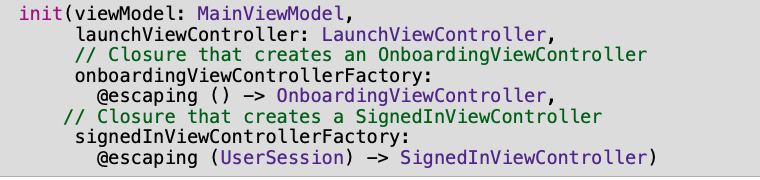 init(viewModel: MainViewModel,
launchViewController: LaunchViewController,
// Closure that creates an OnboardingViewController
onboardingViewControllerFactory:
@escaping () -> OnboardingViewController,
// Closure that creates a SignedInViewController
signedInViewControllerFactory:
@escaping (UserSession) -> SignedInViewController)